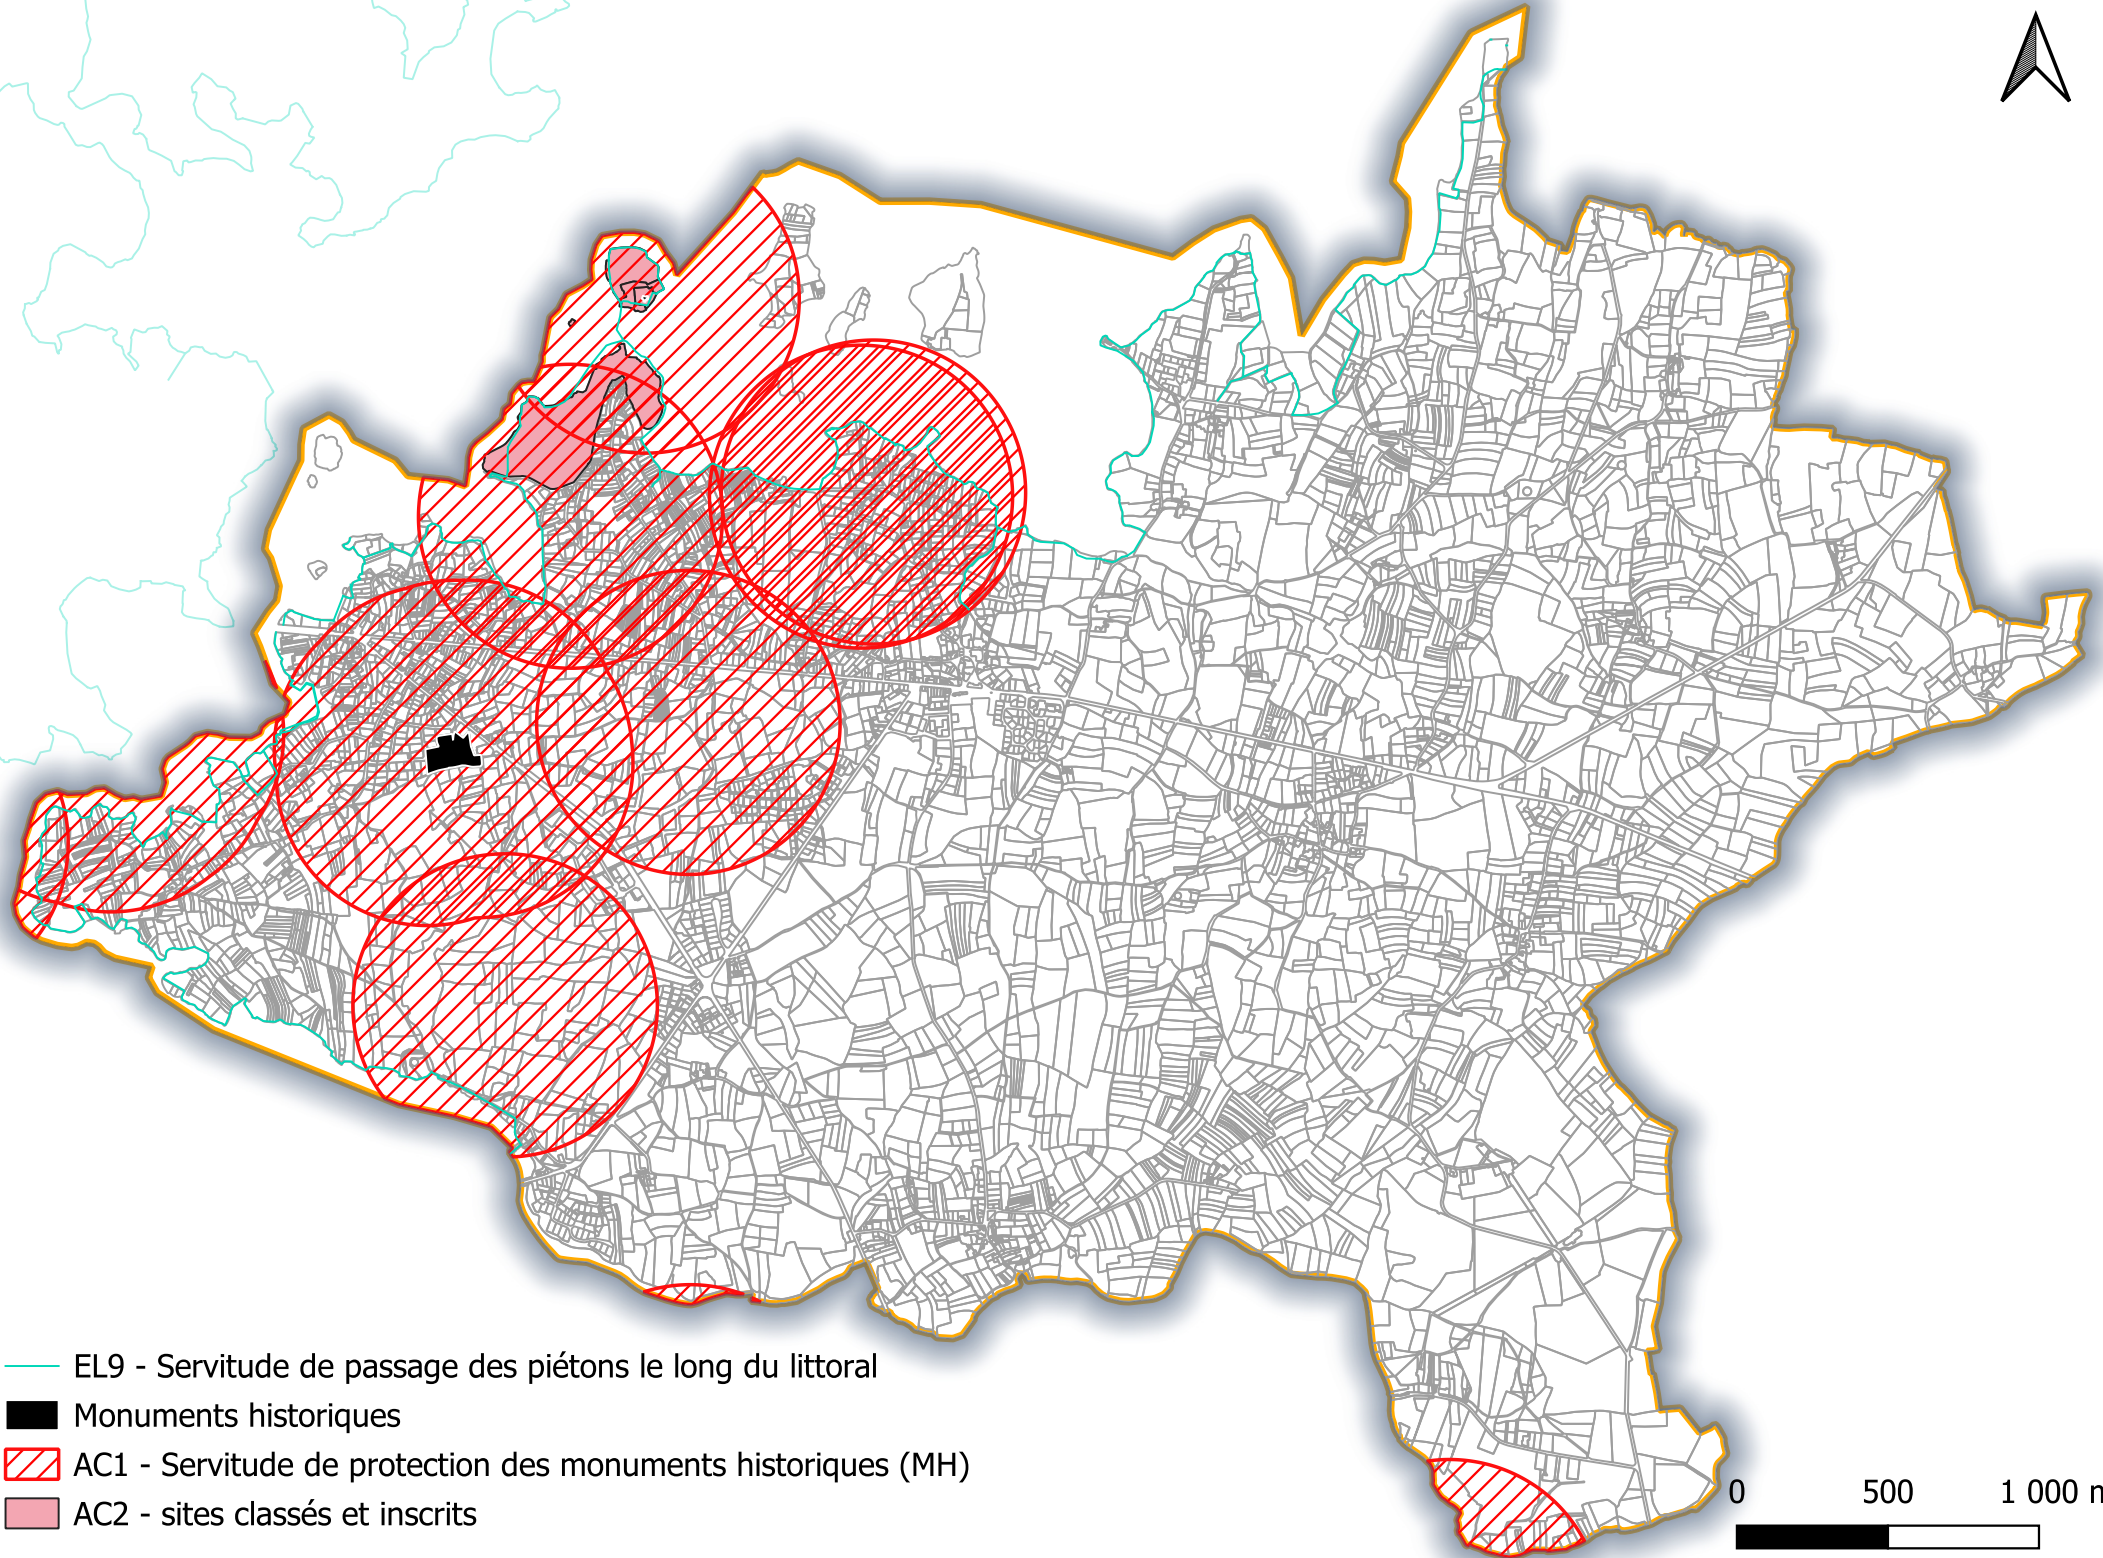 EL9 - Servitude de passage des piétons le long du littoral
Monuments historiques
AC1 - Servitude de protection des monuments historiques (MH)
AC2 - sites classés et inscrits
0 500 1 000 m